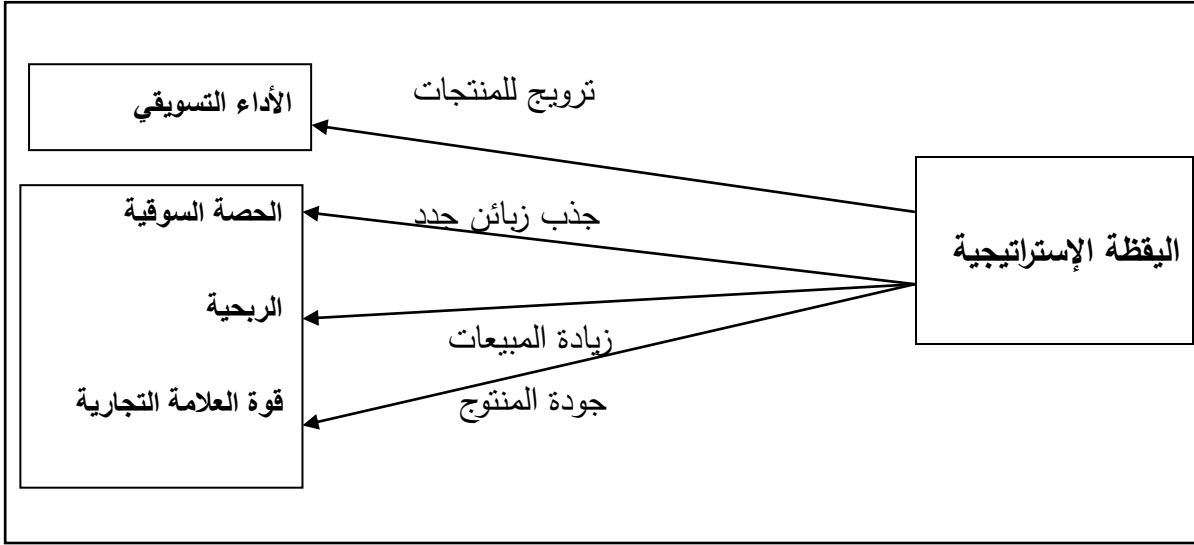 ترويج للمنتجات
الأداء التسويقي
اليقظة الإستراتيجية
جذب زبائن جدد
الحصة السوقية
زيادة المبيعات
الربحية
جودة المنتوج
قوة العلامة التجارية